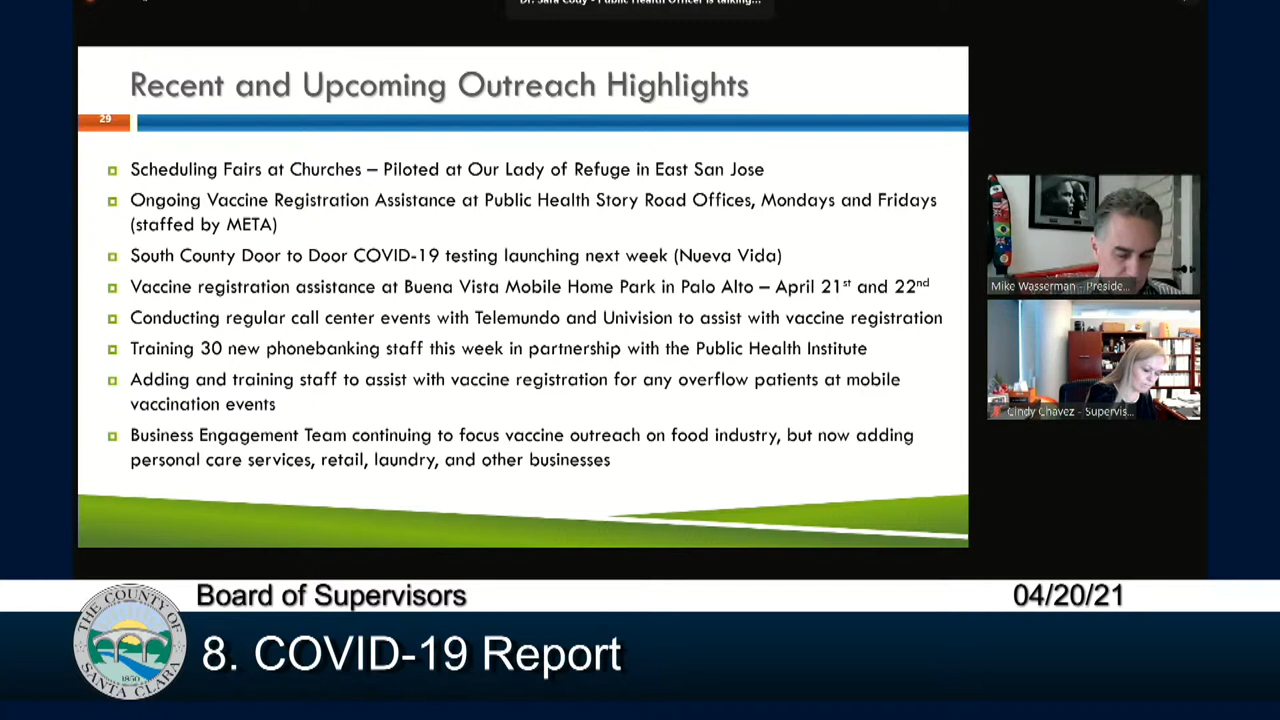 Dr. Sara Cody - Public Health Officer is talking...
Recent and Upcoming Outreach Highlights
29
Scheduling Fairs at Churches – Piloted at Our Lady of Refuge in East San Jose
Ongoing Vaccine Registration Assistance at Public Health Story Road Offices, Mondays and Fridays
(staffed by META)
South County Door to Door COVID-19 testing launching next week (Nueva Vida)
Vaccine registration assistance at Buena Vista Mobile Home Park in Palo Alto – April 21st and 22nd
Conducting regular call center events with Telemundo and Univision to assist with vaccine registration
Training 30 new phonebanking staff this week in partnership with the Public Health Institute
Adding and training staff to assist with vaccine registration for any overflow patients at mobile
vaccination events
Business Engagement Team continuing to focus vaccine outreach on food industry, but now adding
personal care services, retail, laundry, and other businesses
Mike Wasserman - Preside...
Cindy Chavez - Supervis...
Board of Supervisors
04/20/21
8. COVID-19 Report
THE COUNTY OF
SANTA CLARA
1850